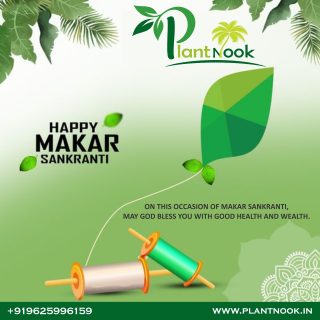 PlantNook
HAPPY
MAKAR
SANKRANTI
ON THIS OCCASION OF MAKAR SANKRANTI,
MAY GOD BLESS YOU WITH GOOD HEALTH AND WEALTH.
+919625996159
WWW.PLANTNOOK.IN